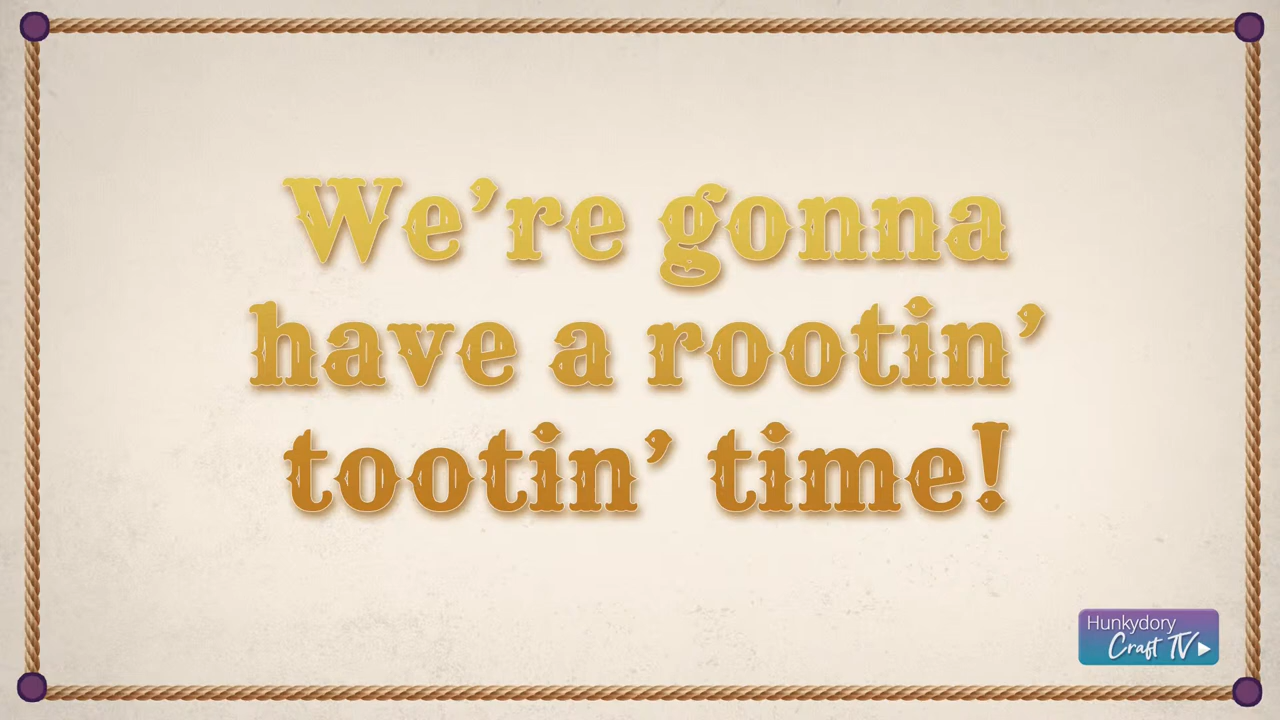 We’re gonna
have a rootin’
tootin’ time!
Hunkydory
Craft TV